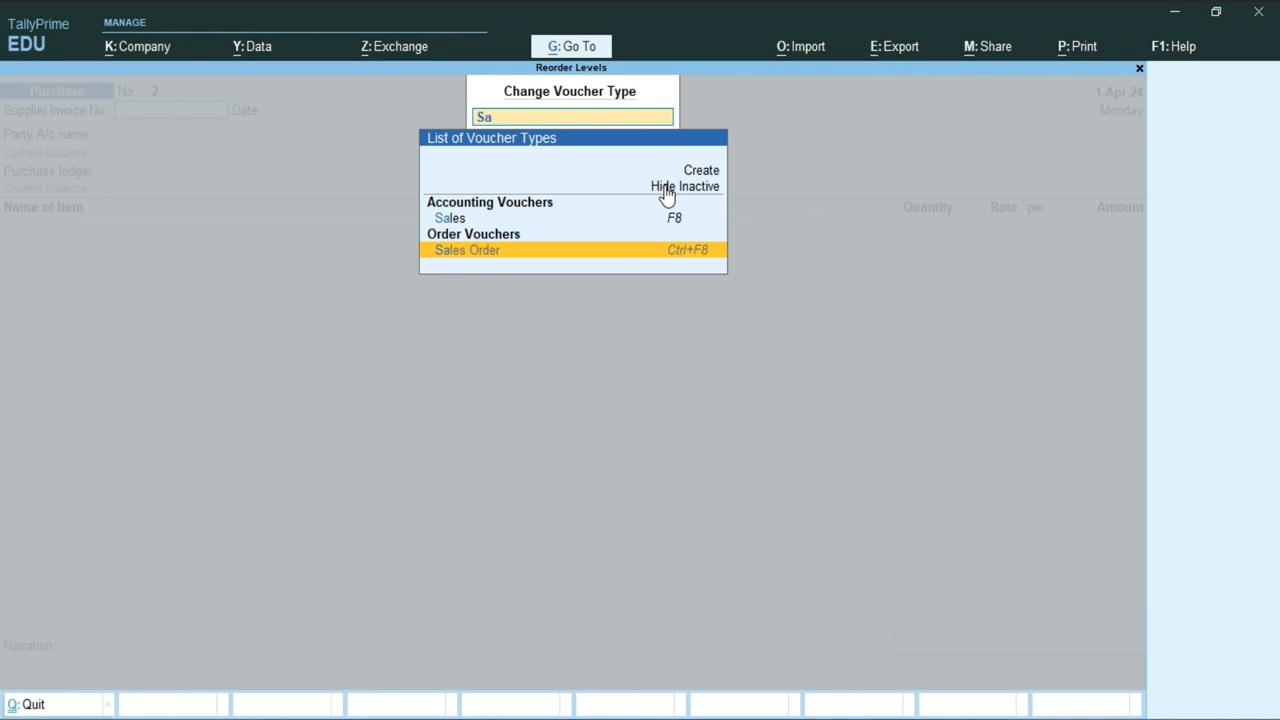 TallyPrime
EDU
MANAGE
K:Company Y:Data Z:Exchange G:Go To O:Import E:Export M:Share P:Print F1:Help
Reorder Levels
Purchase No. 2 1-Apr-24
Supplier Invoice No.: Date : Monday
Party A/c name :
Current balance
Purchase ledger :
Current balance :
Name of Item Quantity Rate per Amount
Change Voucher Type
Sa
List of Voucher Types
Create
Hide Inactive
Accounting Vouchers
Sales F8
Order Vouchers
Sales Order Ctrl+F8
Narration:
Q:Quit